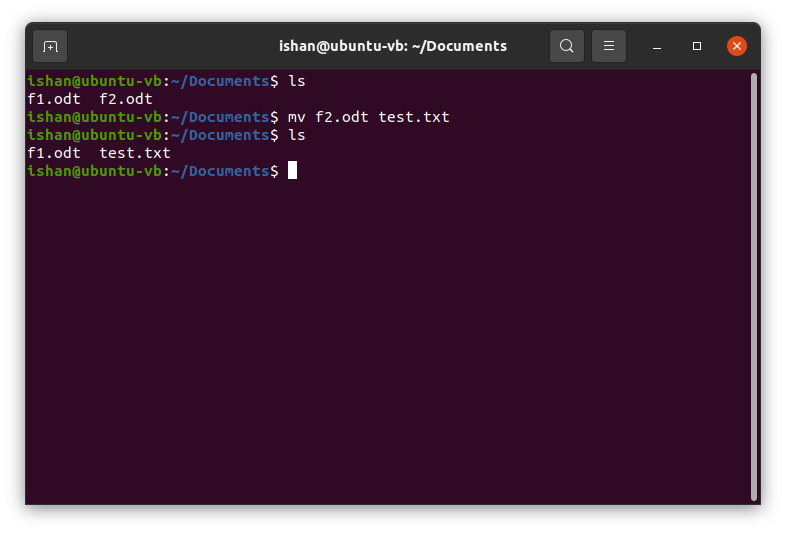 ishan@ubuntu-vb: ~/Documents
ishan@ubuntu-vb:~/Documents$ ls
f1.odt  f2.odt
ishan@ubuntu-vb:~/Documents$ mv f2.odt test.txt
ishan@ubuntu-vb:~/Documents$ ls
f1.odt  test.txt
ishan@ubuntu-vb:~/Documents$